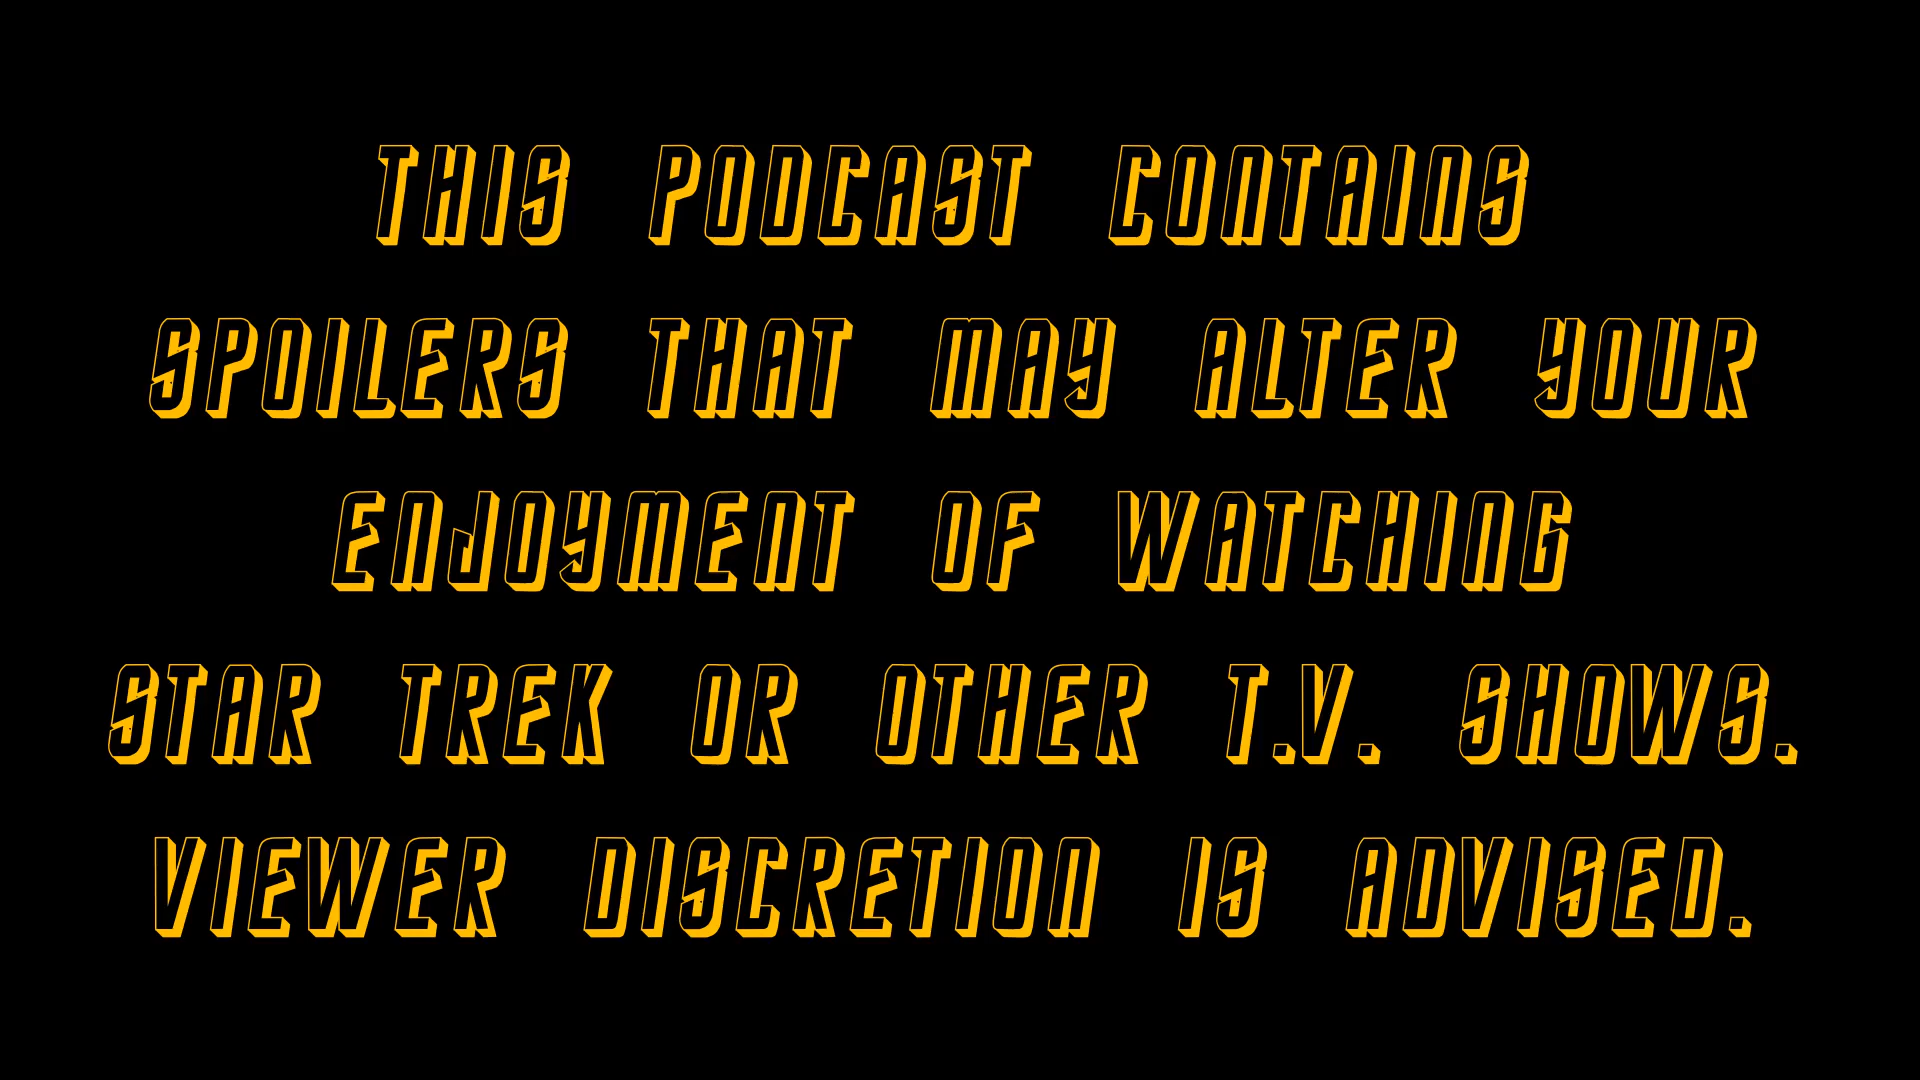 THIS PODCAST CONTAINS
SPOILERS THAT MAY ALTER YOUR
ENJOYMENT OF WATCHING
STAR TREK OR OTHER T.V. SHOWS.
VIEWER DISCRETION IS ADVISED.